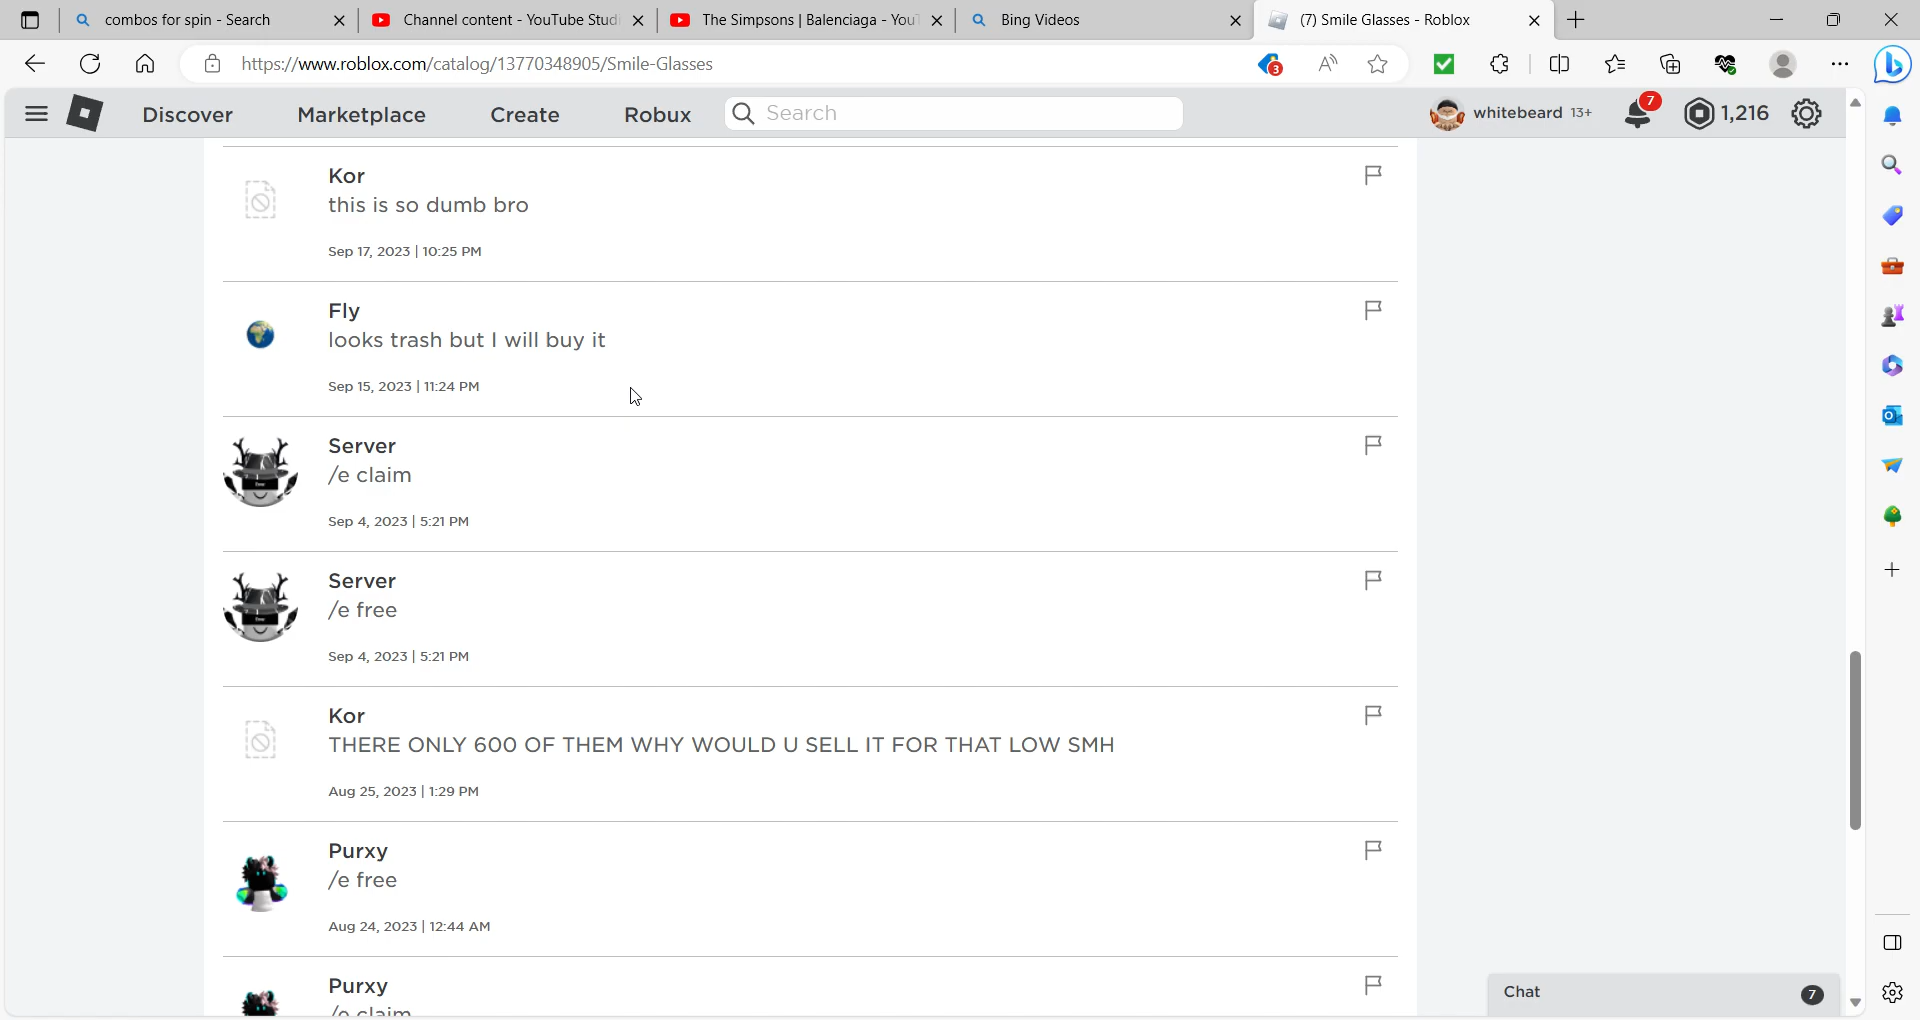 combos for spin - Search
Channel content - YouTube Studi
The Simpsons | Balenciaga - YouT
Bing Videos
(7) Smile Glasses - Roblox
https://www.roblox.com/catalog/13770348905/Smile-Glasses
3
Discover
Marketplace
Create
Robux
Search
whitebeard 13+
7
1,216
Kor
this is so dumb bro
Sep 17, 2023 | 10:25 PM
Fly
looks trash but I will buy it
Sep 15, 2023 | 11:24 PM
Server
/e claim
Sep 4, 2023 | 5:21 PM
Server
/e free
Sep 4, 2023 | 5:21 PM
Kor
THERE ONLY 600 OF THEM WHY WOULD U SELL IT FOR THAT LOW SMH
Aug 25, 2023 | 1:29 PM
Purxy
/e free
Aug 24, 2023 | 12:44 AM
Purxy
/e claim
Chat
7